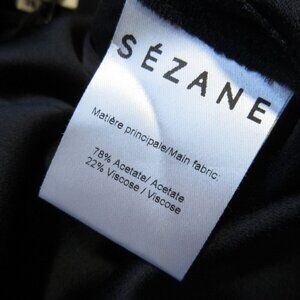 SÉZANE
Matière principale/Main fabric:
78% Acetate/ Acetate
22% Viscose / Viscose